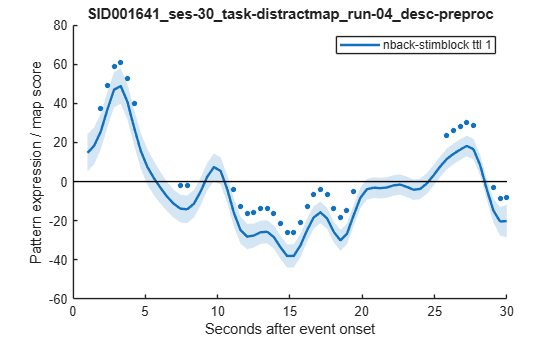 SID001641_ses-30_task-distractmap_run-04_desc-preproc
nback-stimblock ttl 1
Pattern expression / map score
80
60
40
20
0
-20
-40
-60
0 5 10 15 20 25 30
Seconds after event onset